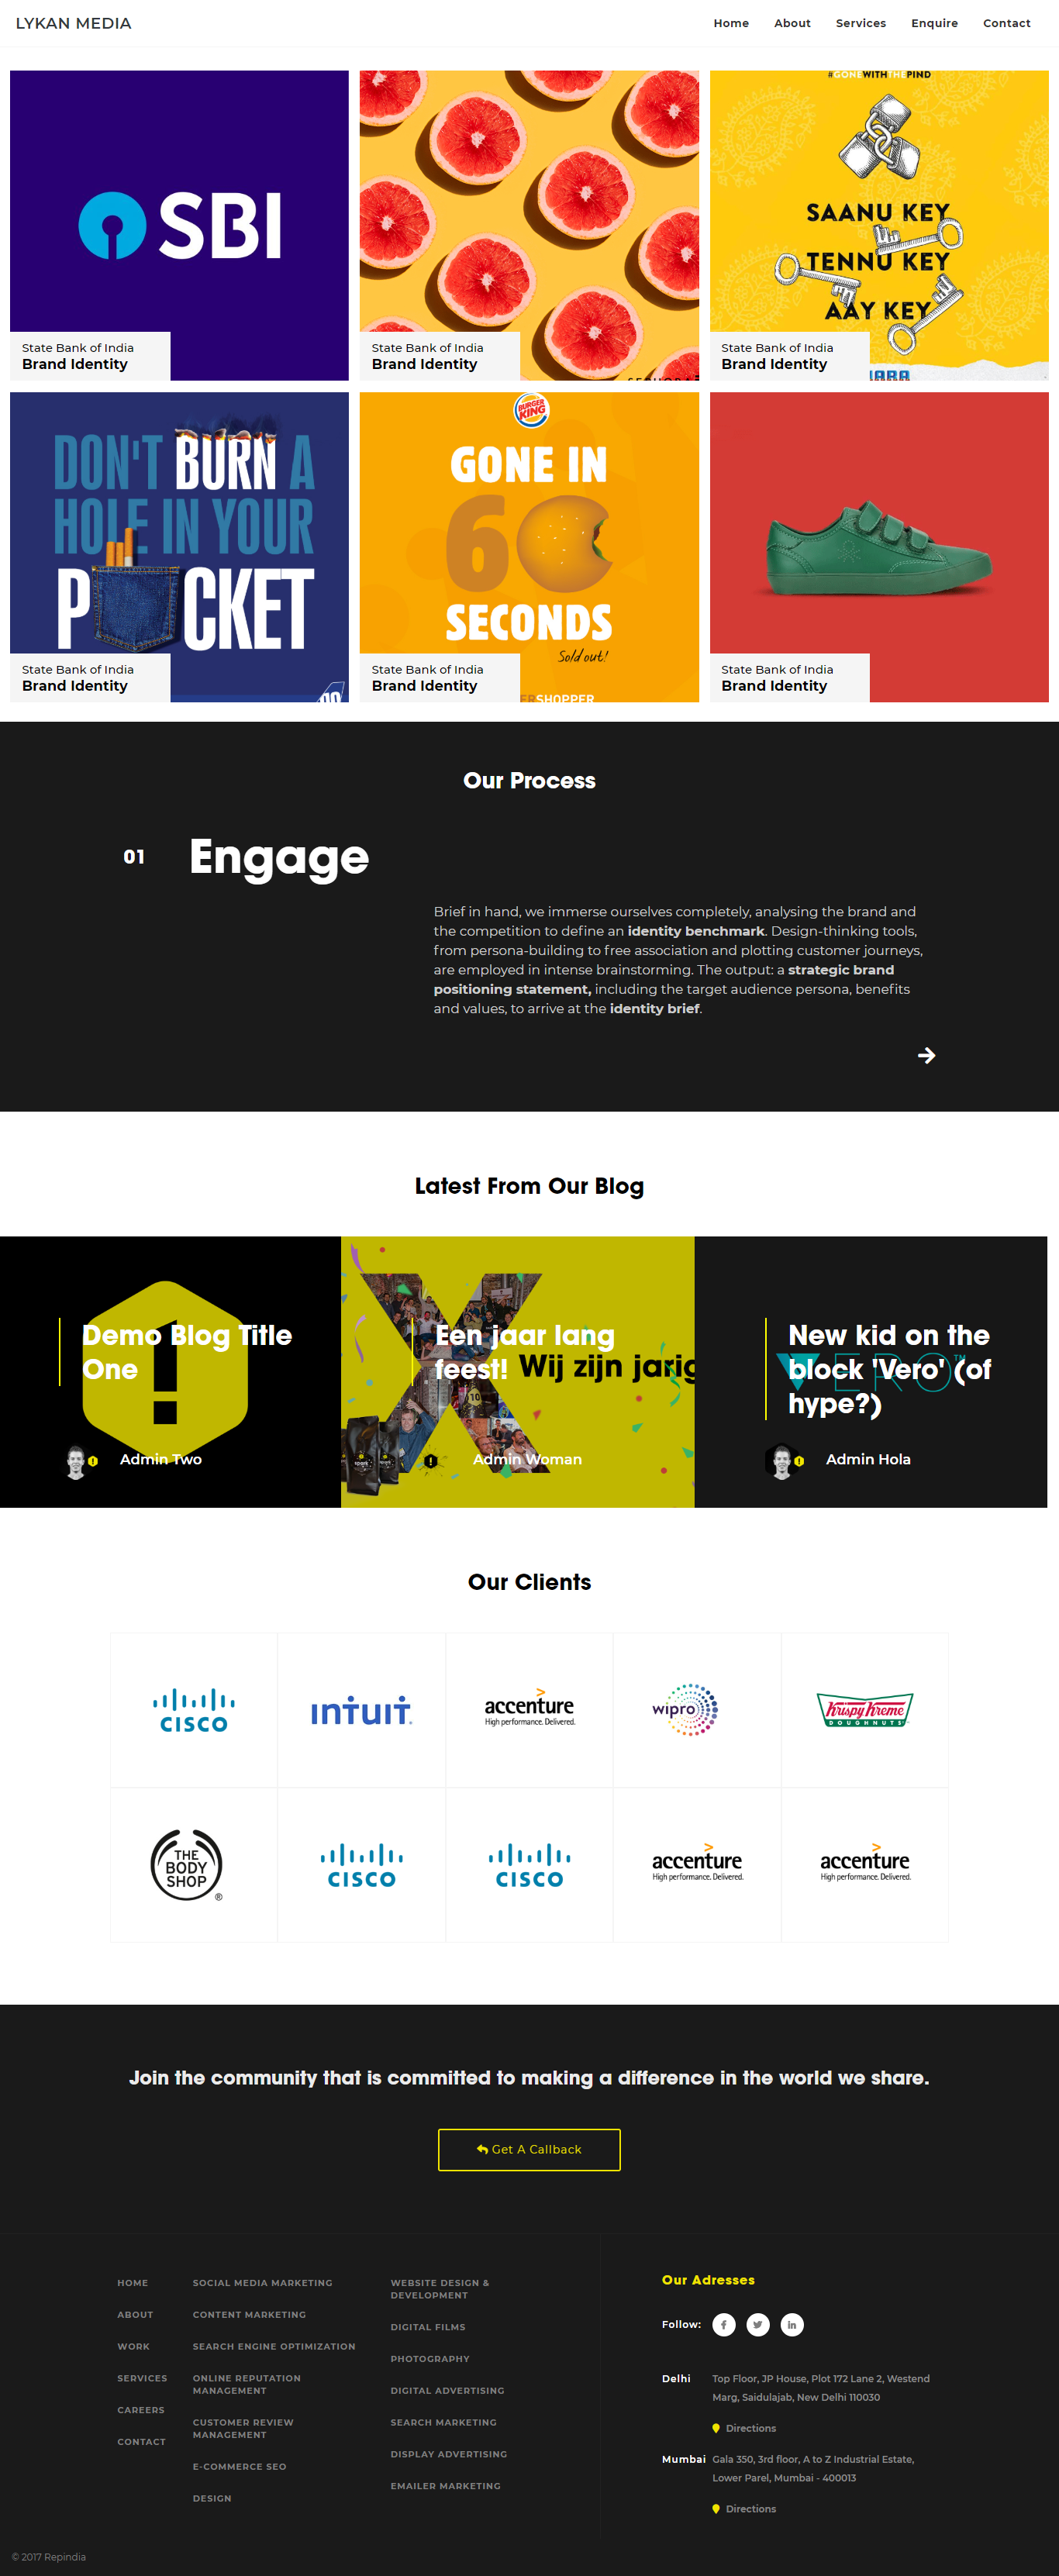 LYKAN MEDIA
Home About Services Enquire Contact
SBI
State Bank of India
Brand Identity
State Bank of India
Brand Identity
#GONEWITHTHEPIND
SAANU KEY
TENNU KEY
AAY KEY
State Bank of India
Brand Identity
DON'T BURN A
HOLE IN YOUR
POCKET
State Bank of India
Brand Identity
BURGER
KING
GONE IN
60
SECONDS
Sold out!
SHOPPER
State Bank of India
Brand Identity
State Bank of India
Brand Identity
Our Process
01
Engage
Brief in hand, we immerse ourselves completely, analysing the brand and
the competition to define an identity benchmark. Design-thinking tools,
from persona-building to free association and plotting customer journeys,
are employed in intense brainstorming. The output: a strategic brand
positioning statement, including the target audience persona, benefits
and values, to arrive at the identity brief.
Latest From Our Blog
Demo Blog Title
One
Admin Two
Een jaar lang
feest!
Wij zijn jarig
10
Admin Woman
New kid on the
block 'Vero' (of
hype?)
VERO™
Admin Hola
Our Clients
CISCO
intuit
accenture
High performance. Delivered.
wipro
Krispy Kreme
DOUGHNUTS
THE
BODY
SHOP
®
CISCO
CISCO
accenture
High performance. Delivered.
accenture
High performance. Delivered.
Join the community that is committed to making a difference in the world we share.
Get A Callback
HOME
ABOUT
WORK
SERVICES
CAREERS
CONTACT
SOCIAL MEDIA MARKETING
CONTENT MARKETING
SEARCH ENGINE OPTIMIZATION
ONLINE REPUTATION
MANAGEMENT
CUSTOMER REVIEW
MANAGEMENT
E-COMMERCE SEO
DESIGN
WEBSITE DESIGN &
DEVELOPMENT
DIGITAL FILMS
PHOTOGRAPHY
DIGITAL ADVERTISING
SEARCH MARKETING
DISPLAY ADVERTISING
EMAILER MARKETING
Our Adresses
Follow:
Delhi
Top Floor, JP House, Plot 172 Lane 2, Westend
Marg, Saidulajab, New Delhi 110030
Directions
Mumbai
Gala 350, 3rd floor, A to Z Industrial Estate,
Lower Parel, Mumbai - 400013
Directions
© 2017 Repindia